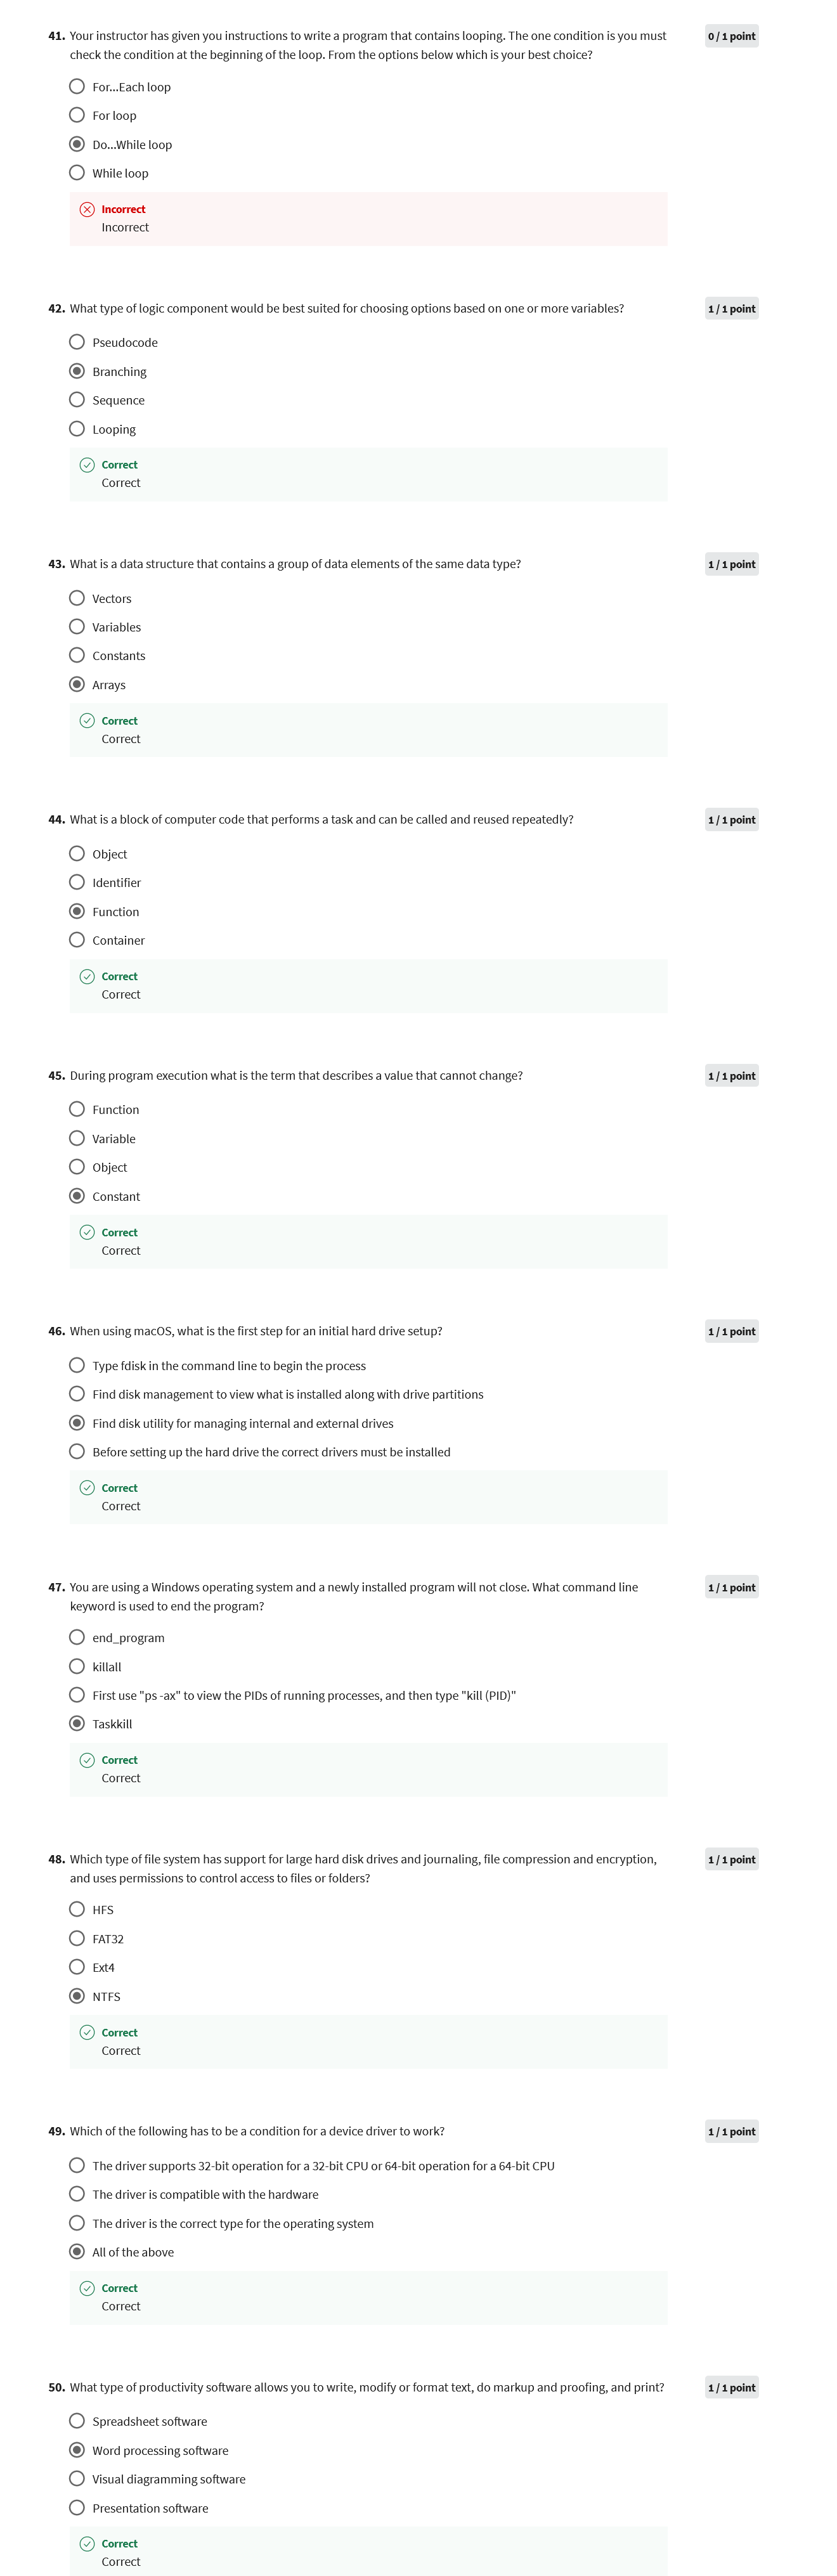 41. Your instructor has given you instructions to write a program that contains looping. The one condition is you must
0 / 1 point
check the condition at the beginning of the loop. From the options below which is your best choice?
For...Each loop
For loop
Do...While loop
While loop
Incorrect
Incorrect
42. What type of logic component would be best suited for choosing options based on one or more variables?
1 / 1 point
Pseudocode
Branching
Sequence
Looping
Correct
Correct
43. What is a data structure that contains a group of data elements of the same data type?
1 / 1 point
Vectors
Variables
Constants
Arrays
Correct
Correct
44. What is a block of computer code that performs a task and can be called and reused repeatedly?
1 / 1 point
Object
Identifier
Function
Container
Correct
Correct
45. During program execution what is the term that describes a value that cannot change?
1 / 1 point
Function
Variable
Object
Constant
Correct
Correct
46. When using macOS, what is the first step for an initial hard drive setup?
1 / 1 point
Type fdisk in the command line to begin the process
Find disk management to view what is installed along with drive partitions
Find disk utility for managing internal and external drives
Before setting up the hard drive the correct drivers must be installed
Correct
Correct
47. You are using a Windows operating system and a newly installed program will not close. What command line
1 / 1 point
keyword is used to end the program?
end_program
killall
First use "ps -ax" to view the PIDs of running processes, and then type "kill (PID)"
Taskkill
Correct
Correct
48. Which type of file system has support for large hard disk drives and journaling, file compression and encryption,
1 / 1 point
and uses permissions to control access to files or folders?
HFS
FAT32
Ext4
NTFS
Correct
Correct
49. Which of the following has to be a condition for a device driver to work?
1 / 1 point
The driver supports 32-bit operation for a 32-bit CPU or 64-bit operation for a 64-bit CPU
The driver is compatible with the hardware
The driver is the correct type for the operating system
All of the above
Correct
Correct
50. What type of productivity software allows you to write, modify or format text, do markup and proofing, and print?
1 / 1 point
Spreadsheet software
Word processing software
Visual diagramming software
Presentation software
Correct
Correct